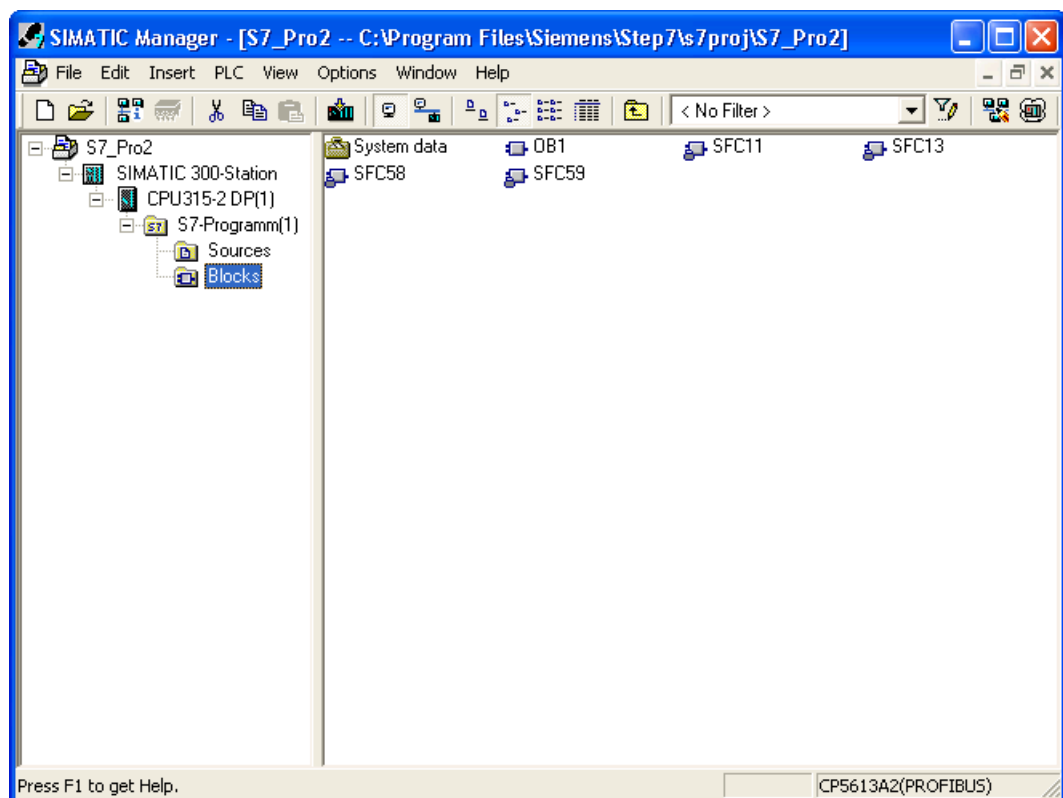 SIMATIC Manager - [S7_Pro2 -- C:\Program Files\Siemens\Step7\s7proj\S7_Pro2]
File Edit Insert PLC View Options Window Help
< No Filter >
S7_Pro2
SIMATIC 300-Station
CPU315-2 DP(1)
S7-Programm(1)
Sources
Blocks
System data OB1 SFC11 SFC13
SFC58 SFC59
Press F1 to get Help. CP5613A2(PROFIBUS)